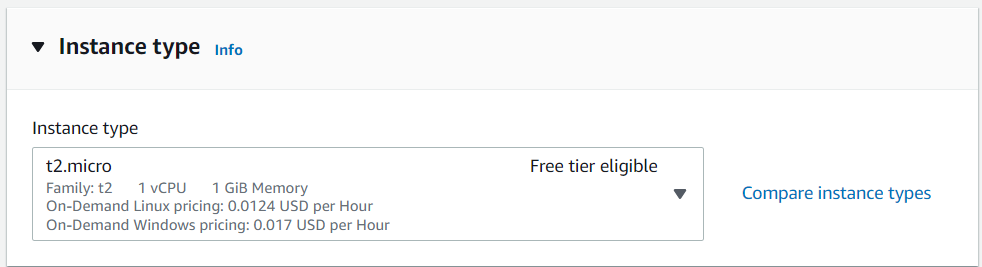 Instance type Info
Instance type
t2.micro Free tier eligible
Family: t2 1 vCPU 1 GiB Memory
On-Demand Linux pricing: 0.0124 USD per Hour
On-Demand Windows pricing: 0.017 USD per Hour
Compare instance types